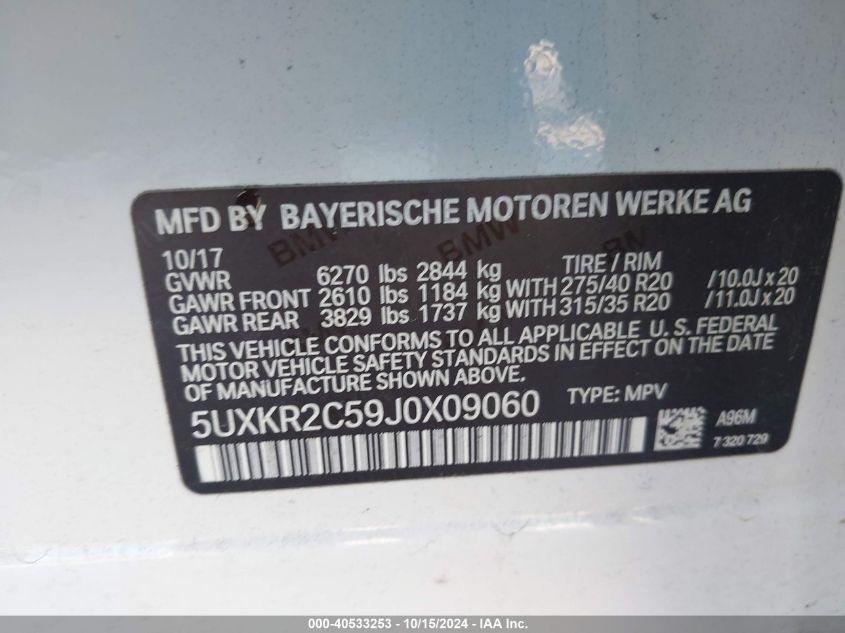 MFD BY BAYERISCHE MOTOREN WERKE AG
10/17 TIRE / RIM
GVWR 6270 lbs 2844 kg
GAWR FRONT 2610 lbs 1184 kg WITH 275/40 R20 /10.0J x 20
GAWR REAR 3829 lbs 1737 kg WITH 315/35 R20 /11.0J x 20
THIS VEHICLE CONFORMS TO ALL APPLICABLE U. S. FEDERAL
MOTOR VEHICLE SAFETY STANDARDS IN EFFECT ON THE DATE
OF MANUFACTURE SHOWN ABOVE.
5UXKR2C59J0X09060 TYPE: MPV
A96M
7 320 729
BMW BMW
000-40533253 - 10/15/2024 - IAA Inc.